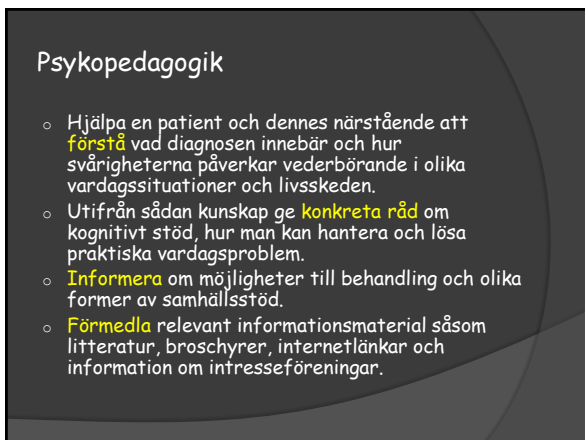 Psykopedagogik
○ Hjälpa en patient och dennes närstående att
förstå vad diagnosen innebär och hur
svårigheterna påverkar vederbörande i olika
vardagssituationer och livsskeden.
○ Utifrån sådan kunskap ge konkreta råd om
kognitivt stöd, hur man kan hantera och lösa
praktiska vardagsproblem.
○ Informera om möjligheter till behandling och olika
former av samhällsstöd.
○ Förmedla relevant informationsmaterial såsom
litteratur, broschyrer, internetlänkar och
information om intresseföreningar.